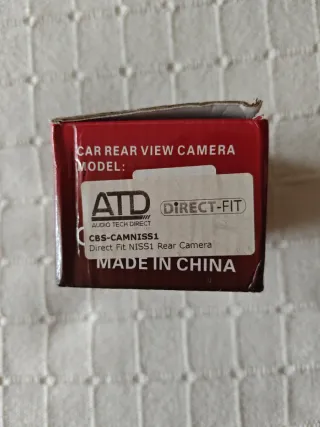 CAR REAR VIEW CAMERA
MODEL:
ATD
AUDIO TECH DIRECT
DiRECT-FiT
CBS-CAMNISS1
Direct Fit NISS1 Rear Camera
MADE IN CHINA